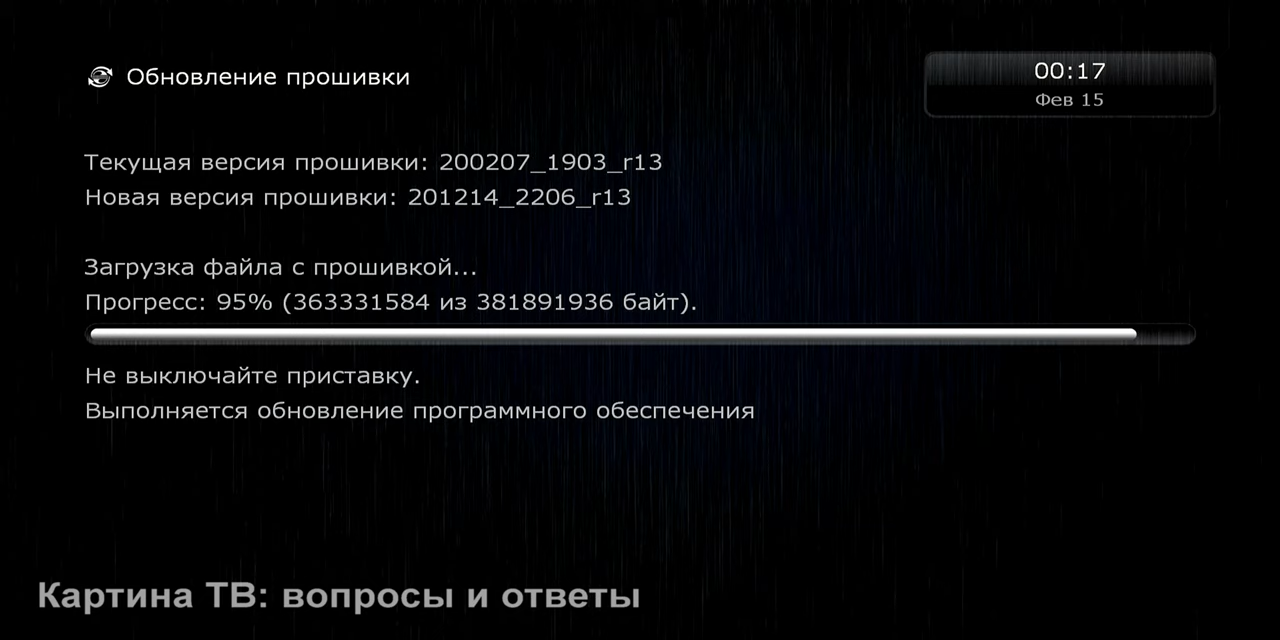 Обновление прошивки
00:17
Фев 15
Текущая версия прошивки: 200207_1903_r13
Новая версия прошивки: 201214_2206_r13
Загрузка файла с прошивкой...
Прогресс: 95% (363331584 из 381891936 байт).
Не выключайте приставку.
Выполняется обновление программного обеспечения
Картина ТВ: вопросы и ответы